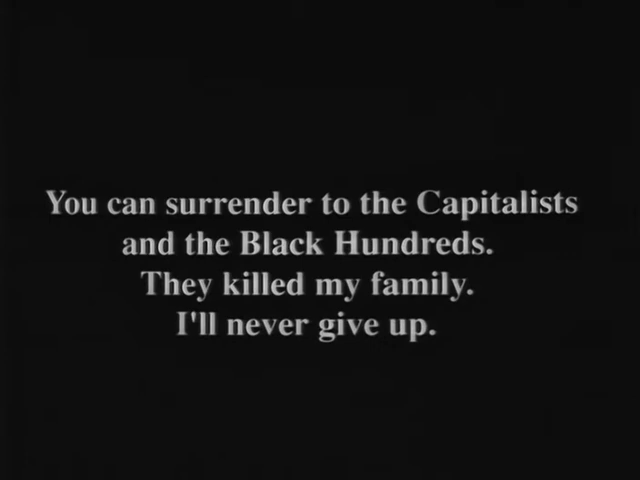 You can surrender to the Capitalists
and the Black Hundreds.
They killed my family.
I'll never give up.